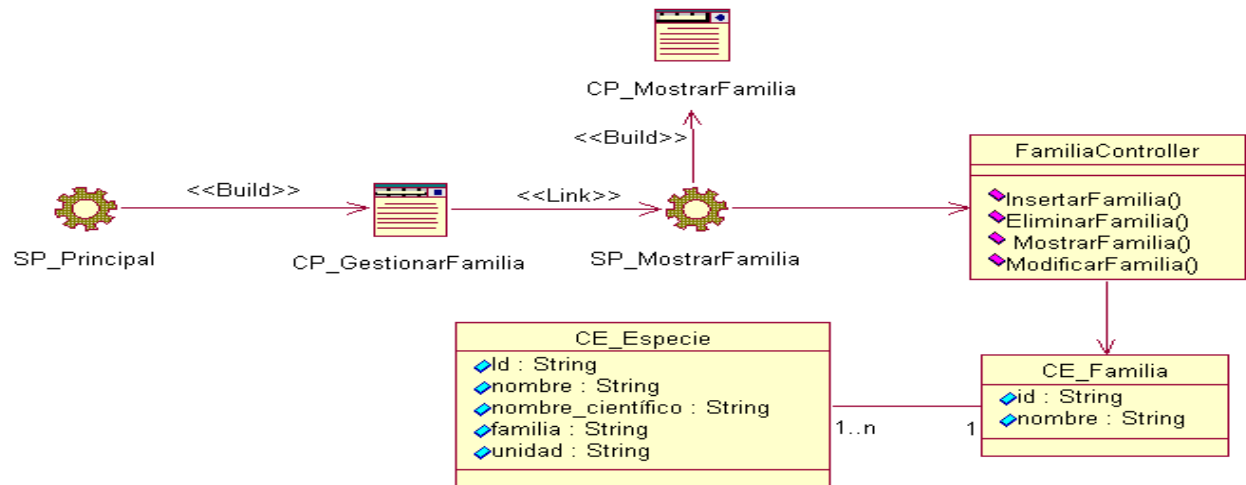 CP_MostrarFamilia
<<Build>>
FamiliaController
InsertarFamilia()
EliminarFamilia()
MostrarFamilia()
ModificarFamilia()
<<Build>>
<<Link>>
SP_Principal
CP_GestionarFamilia
SP_MostrarFamilia
CE_Especie
Id : String
nombre : String
nombre_científico : String
familia : String
unidad : String
1..n
1
CE_Familia
id : String
nombre : String